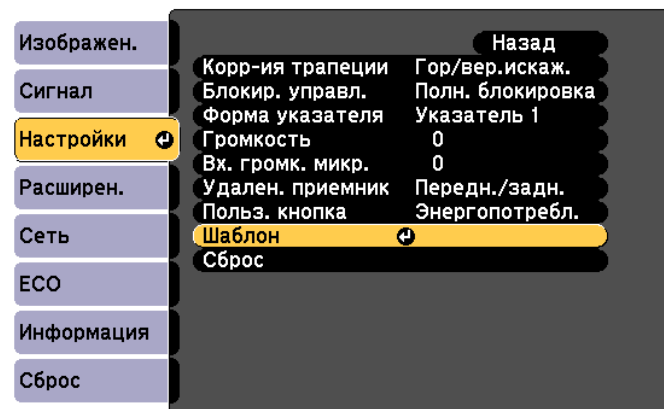 Изображен.
Сигнал
Настройки
Расширен.
Сеть
ECO
Информация
Сброс
Назад
Корр-ия трапеции Гор/вер.искаж.
Блокир. управл. Полн. блокировка
Форма указателя Указатель 1
Громкость 0
Вх. громк. микр. 0
Удален. приемник Передн./задн.
Польз. кнопка Энергопотребл.
Шаблон
Сброс